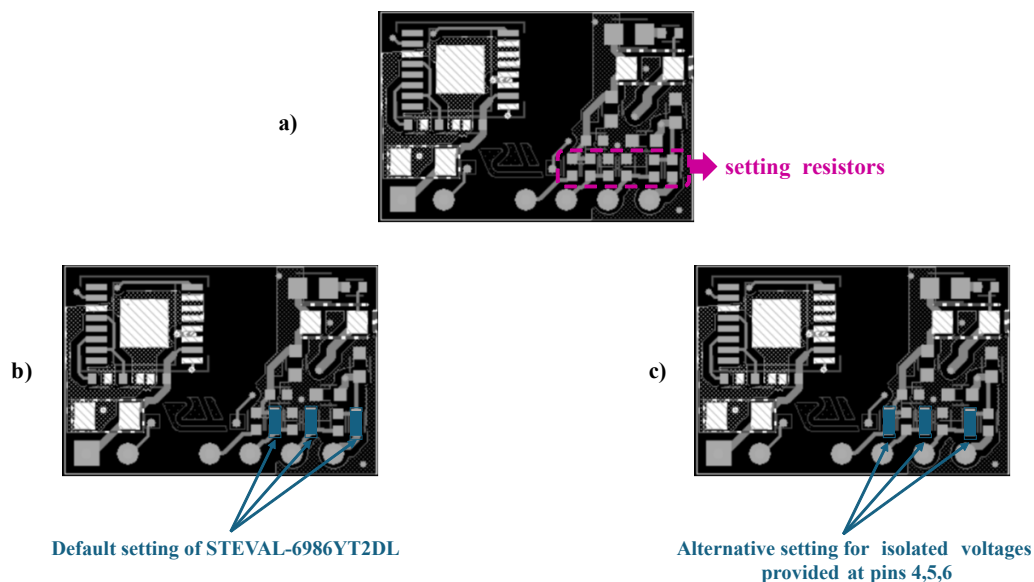 a)
setting resistors
b)
c)
Default setting of STEVAL-6986YT2DL
Alternative setting for isolated voltages
provided at pins 4,5,6